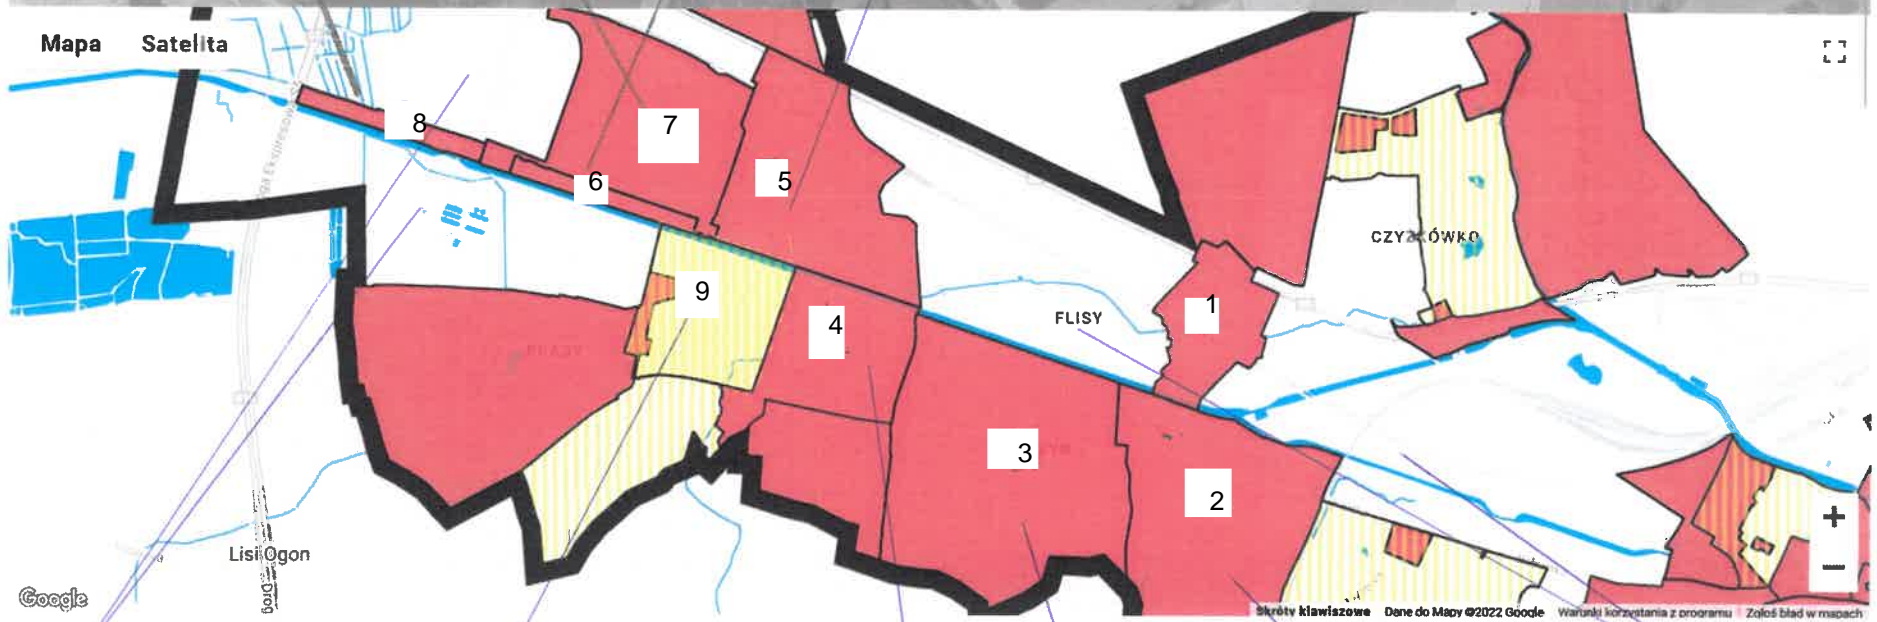 Mapa Satelita
8
7
6
5
CZYŻKÓWKO
9
1
4
FLISY
3
2
Lisi Ogon
Drog
Google
+
−
Skróty klawiszowe Dane do Mapy ©2022 Google Warunki korzystania z programu Zgłoś błąd w mapach